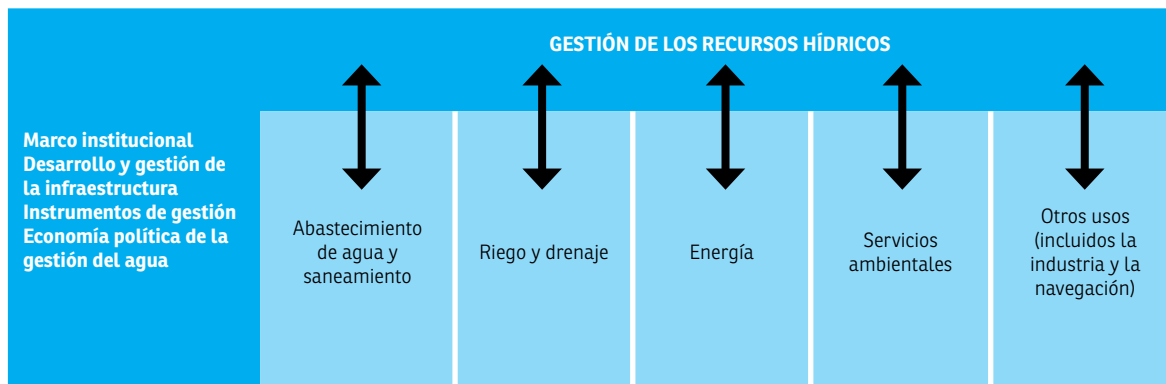 GESTIÓN DE LOS RECURSOS HÍDRICOS
Marco institucional
Desarrollo y gestión de
la infraestructura
Instrumentos de gestión
Economía política de la
gestión del agua
Abastecimiento
de agua y
saneamiento
Riego y drenaje
Energía
Servicios
ambientales
Otros usos
(incluidos la
industria y la
navegación)